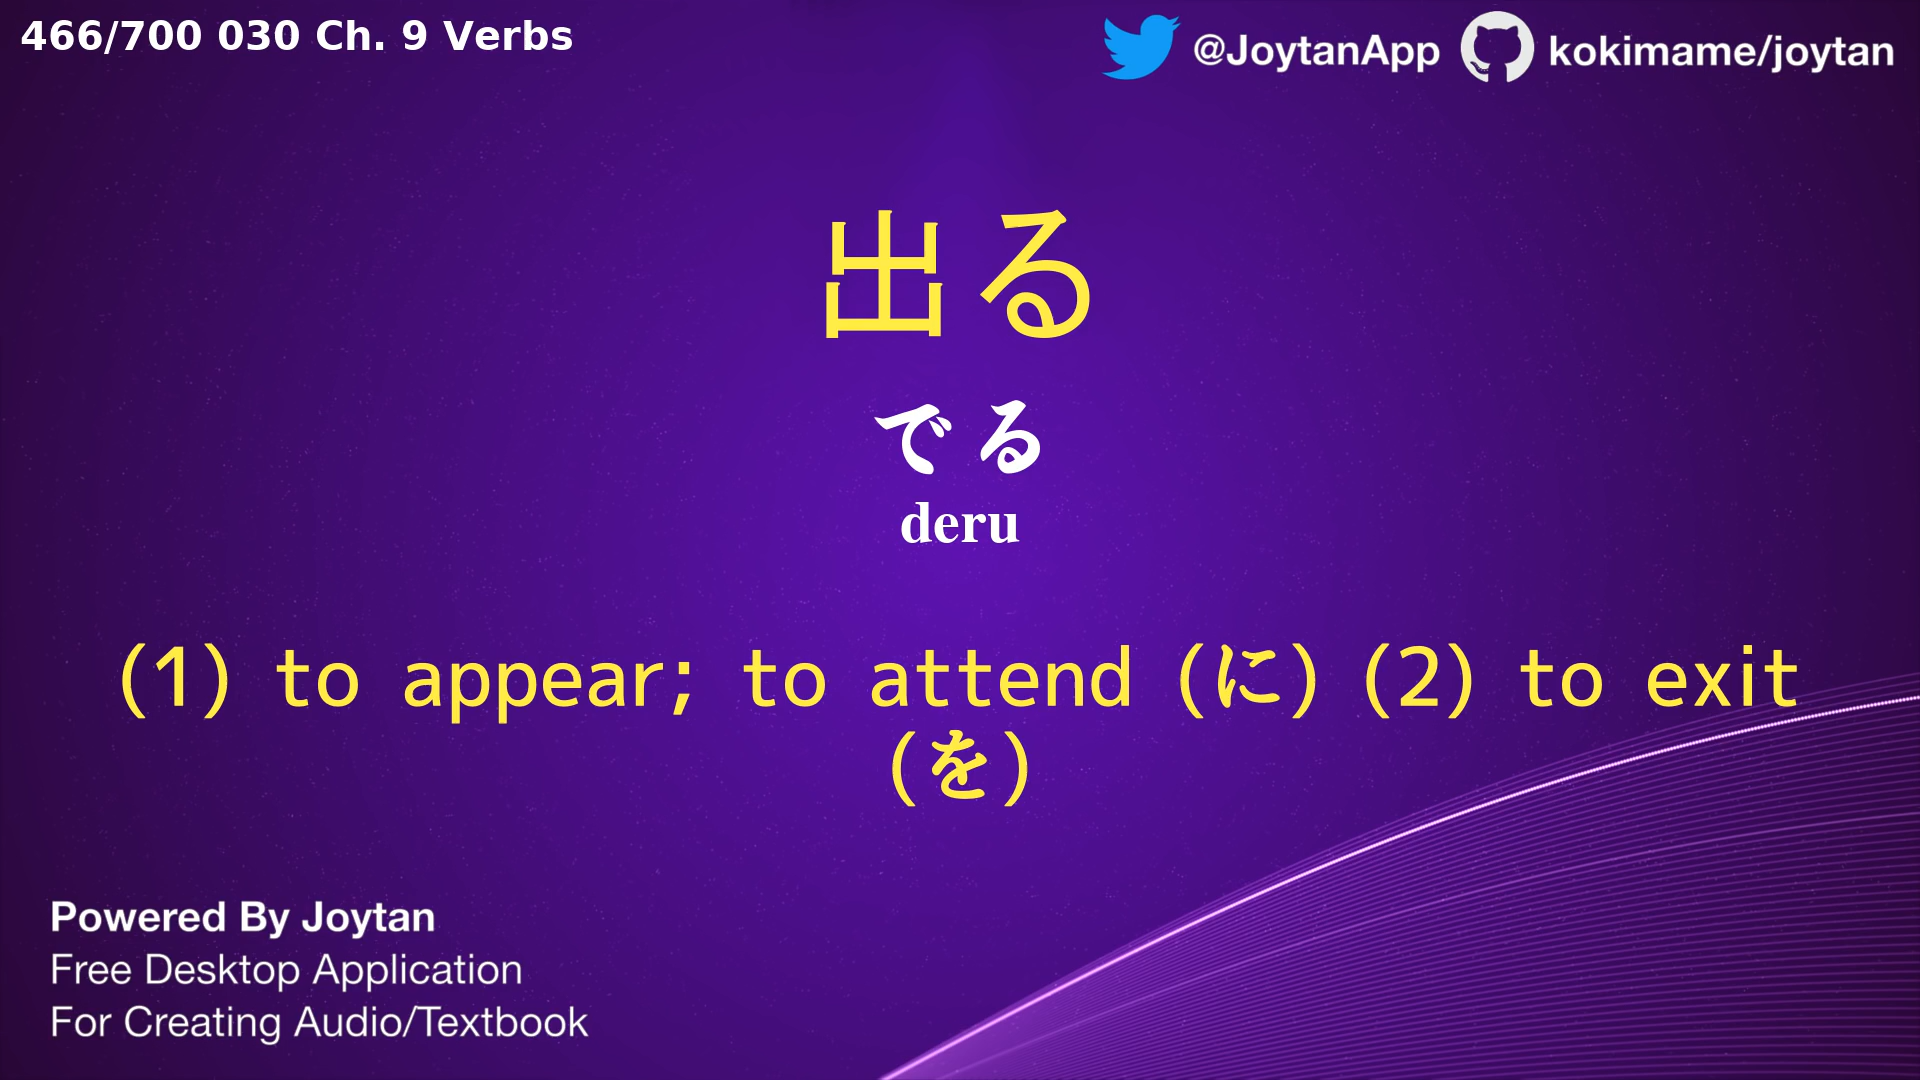 466/700 030 Ch. 9 Verbs
@JoytanApp kokimame/joytan
出る
でる
deru
(1) to appear; to attend (に) (2) to exit
(を)
Powered By Joytan
Free Desktop Application
For Creating Audio/Textbook